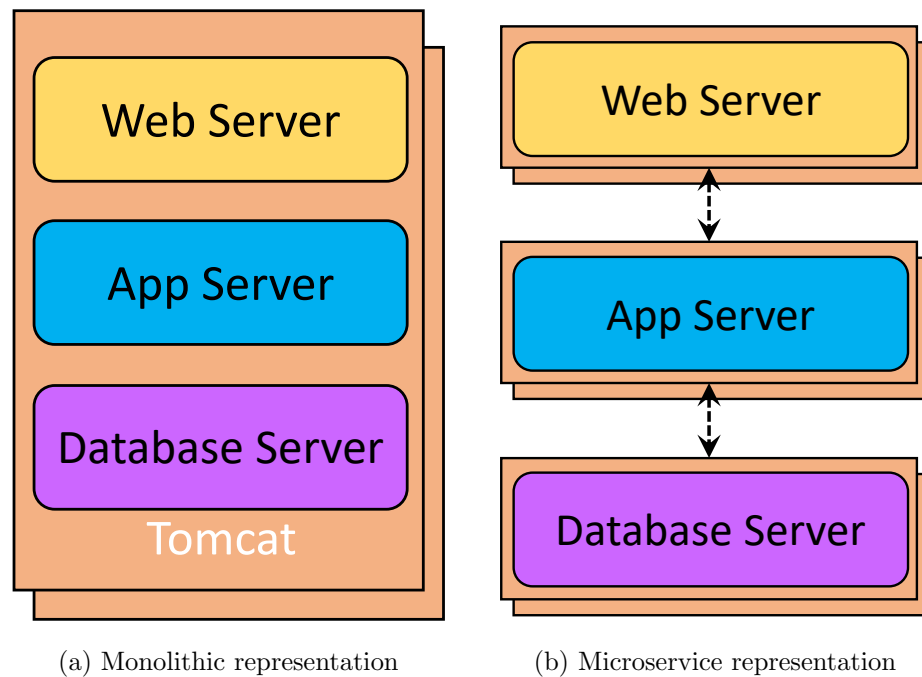 Web Server
App Server
Database Server
Tomcat
(a) Monolithic representation
Web Server
App Server
Database Server
(b) Microservice representation